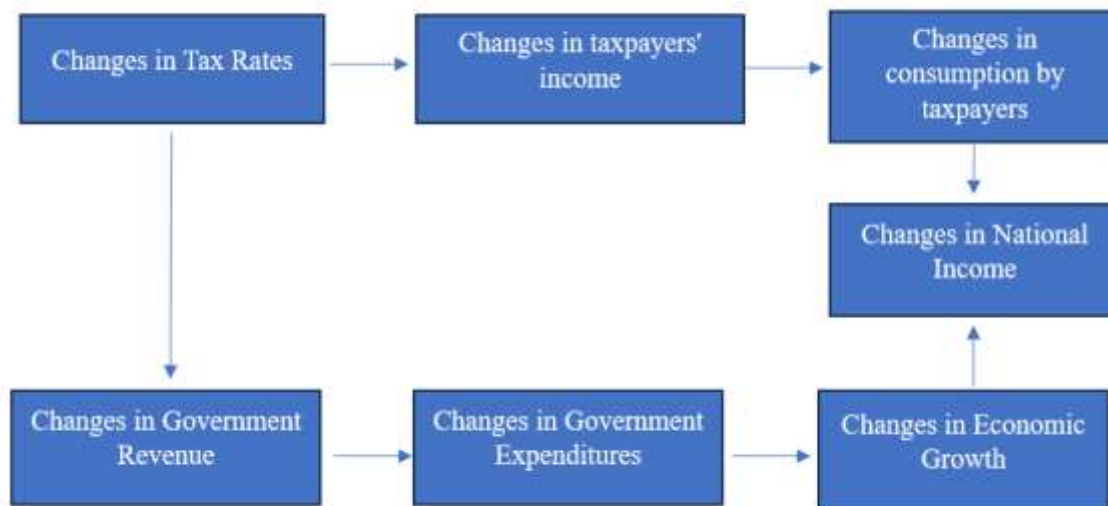 Changes in Tax Rates
Changes in taxpayers'
income
Changes in
consumption by
taxpayers
Changes in National
Income
Changes in Government
Revenue
Changes in Government
Expenditures
Changes in Economic
Growth